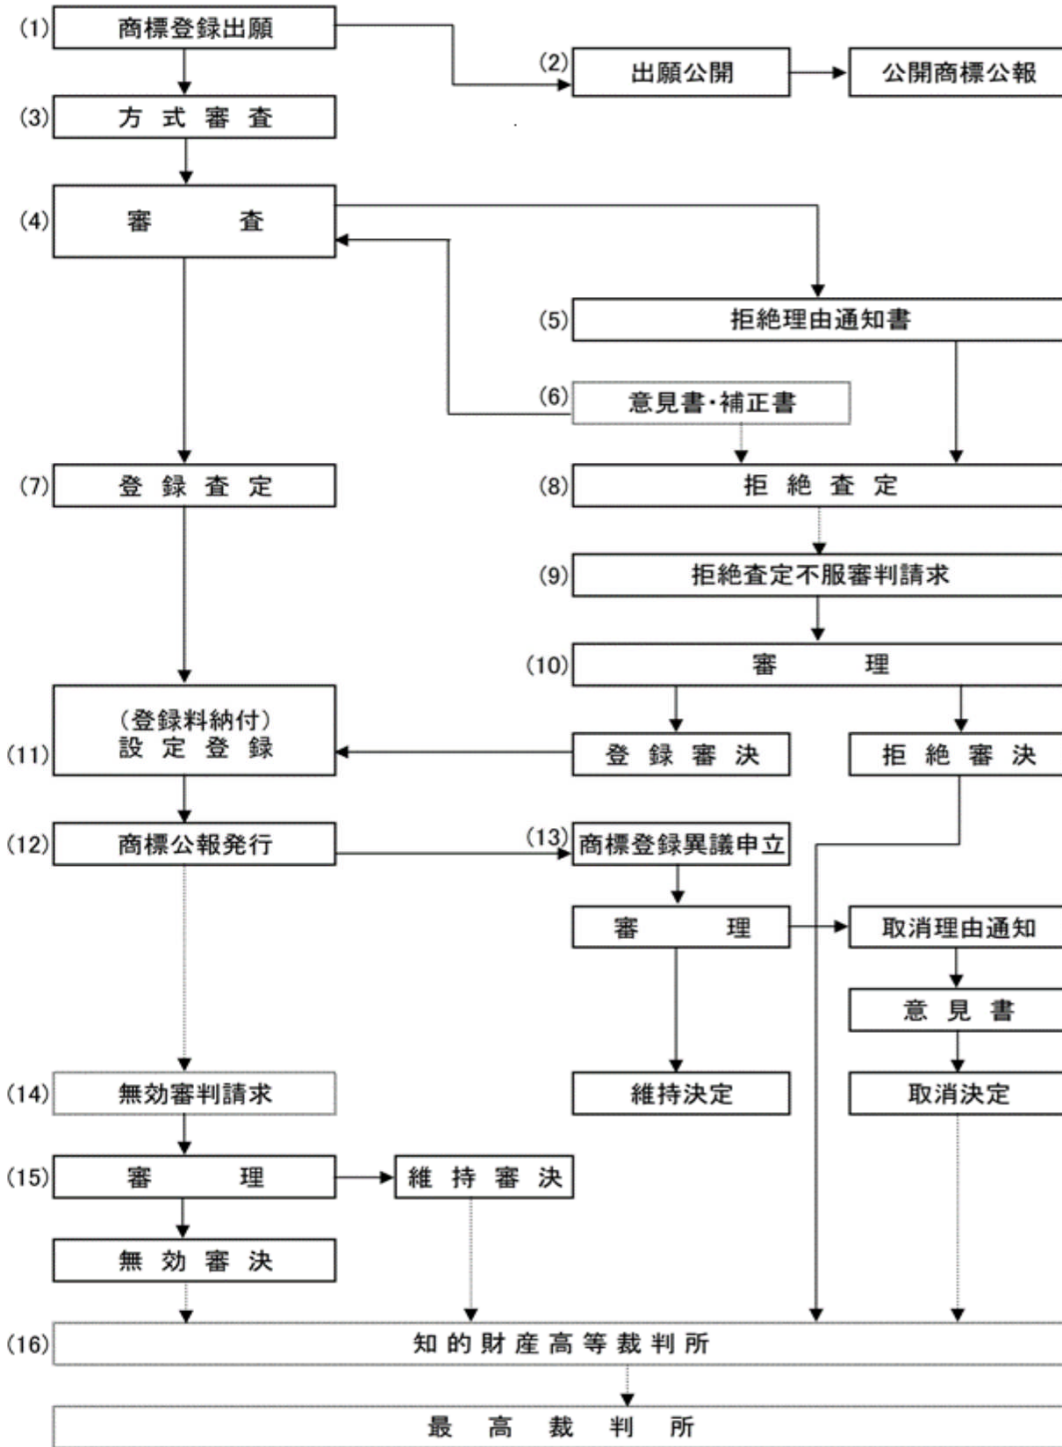 (1) 商標登録出願
(2) 出願公開 公開商標公報
(3) 方式審査
(4) 審査
(5) 拒絶理由通知書
(6) 意見書・補正書
(7) 登録査定
(8) 拒絶査定
(9) 拒絶査定不服審判請求
(10) 審理
(登録料納付)
(11) 設定登録
登録審決
拒絶審決
(12) 商標公報発行
(13) 商標登録異議申立
審理
取消理由通知
意見書
(14) 無効審判請求
維持決定
取消決定
(15) 審理
維持審決
無効審決
(16) 知的財産高等裁判所
最高裁判所